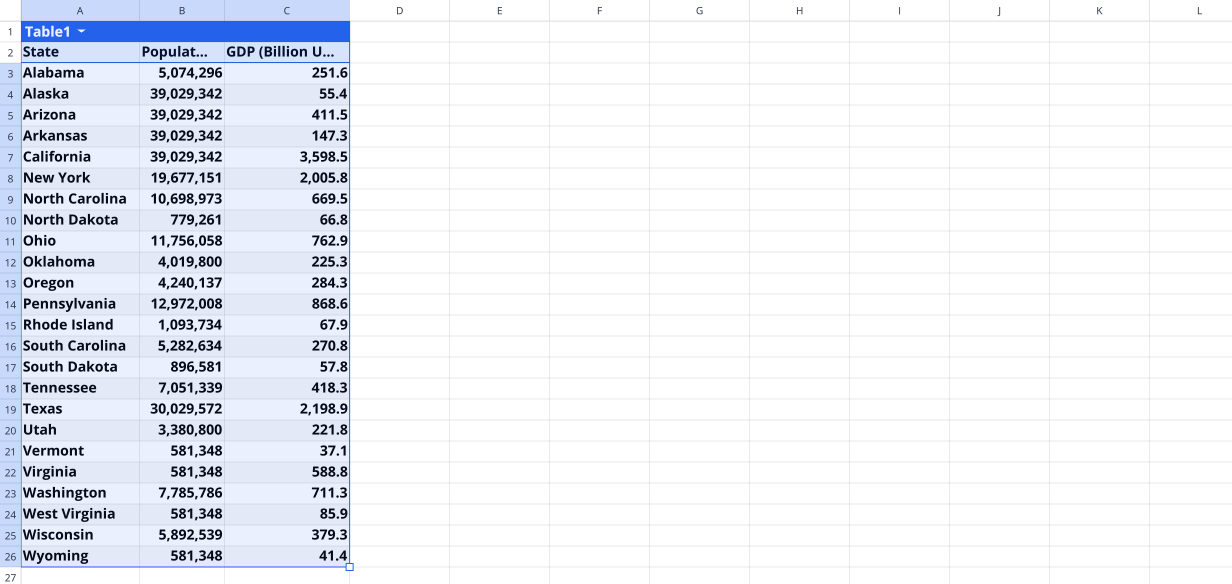 A B C D E F G H I J K L
1 Table1
2 State Populat... GDP (Billion U...
3 Alabama 5,074,296 251.6
4 Alaska 39,029,342 55.4
5 Arizona 39,029,342 411.5
6 Arkansas 39,029,342 147.3
7 California 39,029,342 3,598.5
8 New York 19,677,151 2,005.8
9 North Carolina 10,698,973 669.5
10 North Dakota 779,261 66.8
11 Ohio 11,756,058 762.9
12 Oklahoma 4,019,800 225.3
13 Oregon 4,240,137 284.3
14 Pennsylvania 12,972,008 868.6
15 Rhode Island 1,093,734 67.9
16 South Carolina 5,282,634 270.8
17 South Dakota 896,581 57.8
18 Tennessee 7,051,339 418.3
19 Texas 30,029,572 2,198.9
20 Utah 3,380,800 221.8
21 Vermont 581,348 37.1
22 Virginia 581,348 588.8
23 Washington 7,785,786 711.3
24 West Virginia 581,348 85.9
25 Wisconsin 5,892,539 379.3
26 Wyoming 581,348 41.4
27